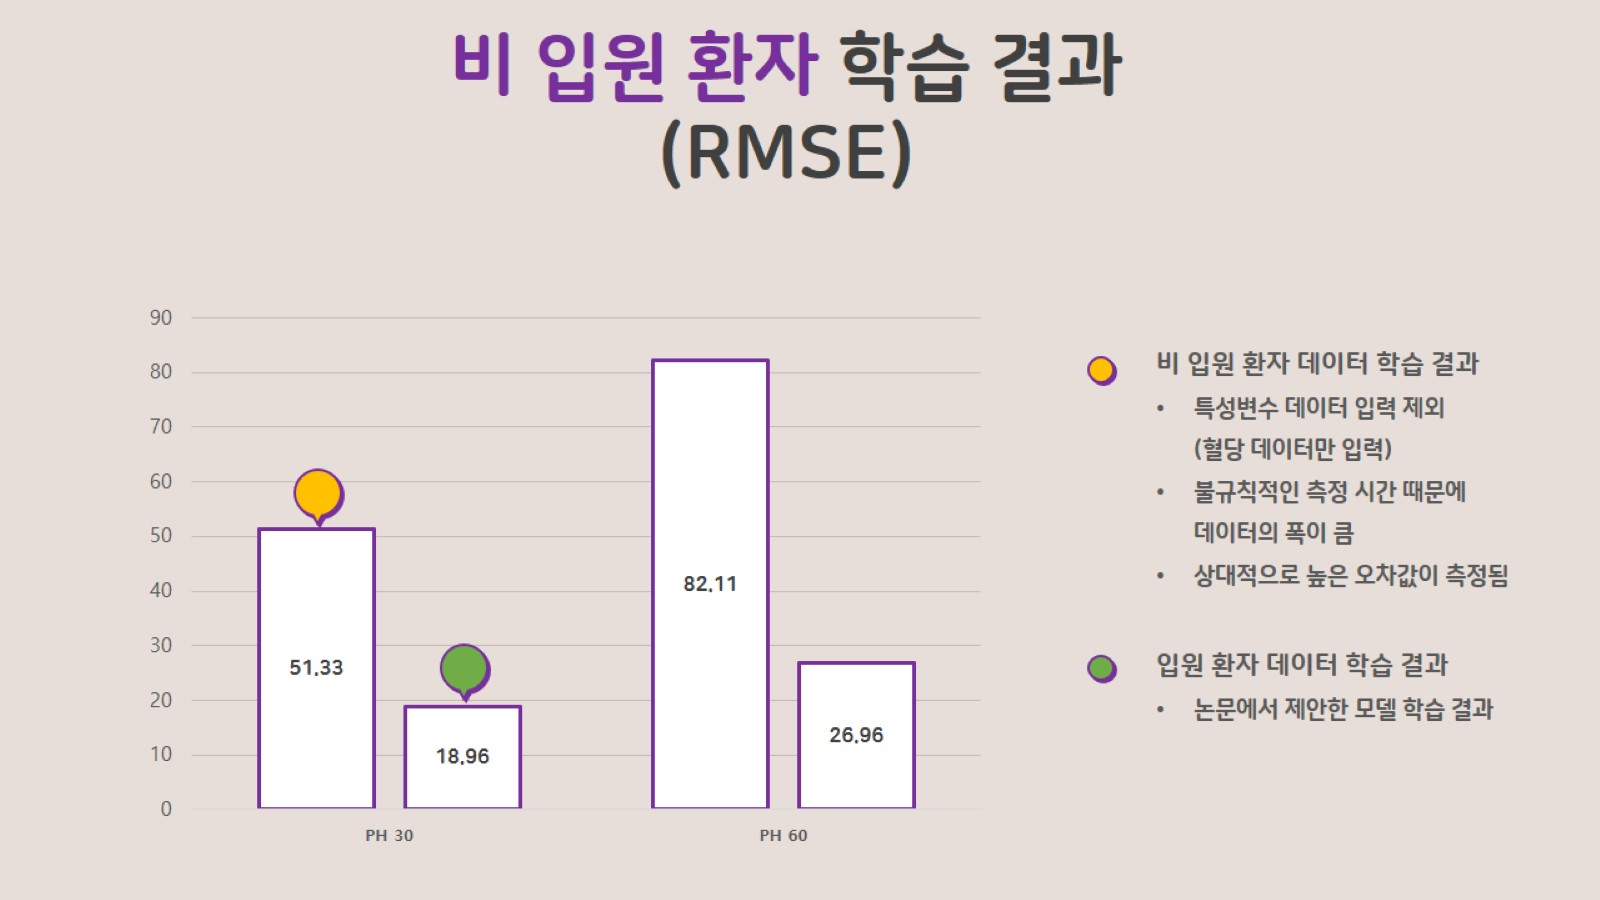 비 입원 환자 학습 결과
(RMSE)
90
80
70
60
50
40
30
20
10
0
51.33
18.96
82.11
26.96
PH 30
PH 60
비 입원 환자 데이터 학습 결과
• 특성변수 데이터 입력 제외
(혈당 데이터만 입력)
• 불규칙적인 측정 시간 때문에
데이터의 폭이 큼
• 상대적으로 높은 오차값이 측정됨
입원 환자 데이터 학습 결과
• 논문에서 제안한 모델 학습 결과